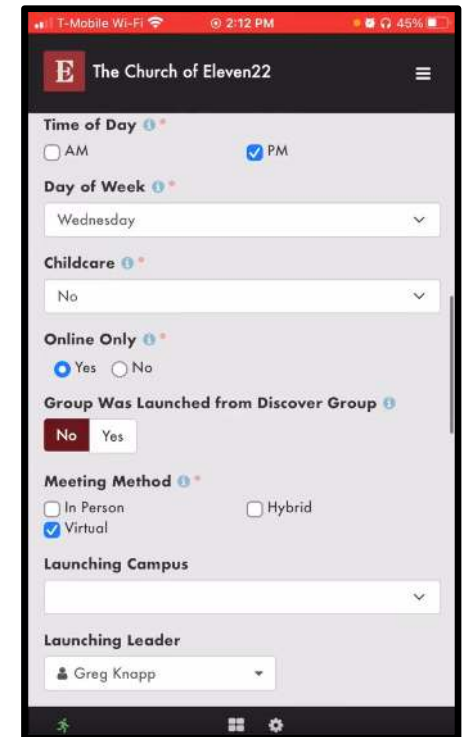 T-Mobile Wi-Fi 2:12 PM 45%
E The Church of Eleven22
Time of Day *
AM PM
Day of Week *
Wednesday
Childcare *
No
Online Only *
Yes No
Group Was Launched from Discover Group
No Yes
Meeting Method *
In Person Hybrid
Virtual
Launching Campus
Launching Leader
Greg Knapp